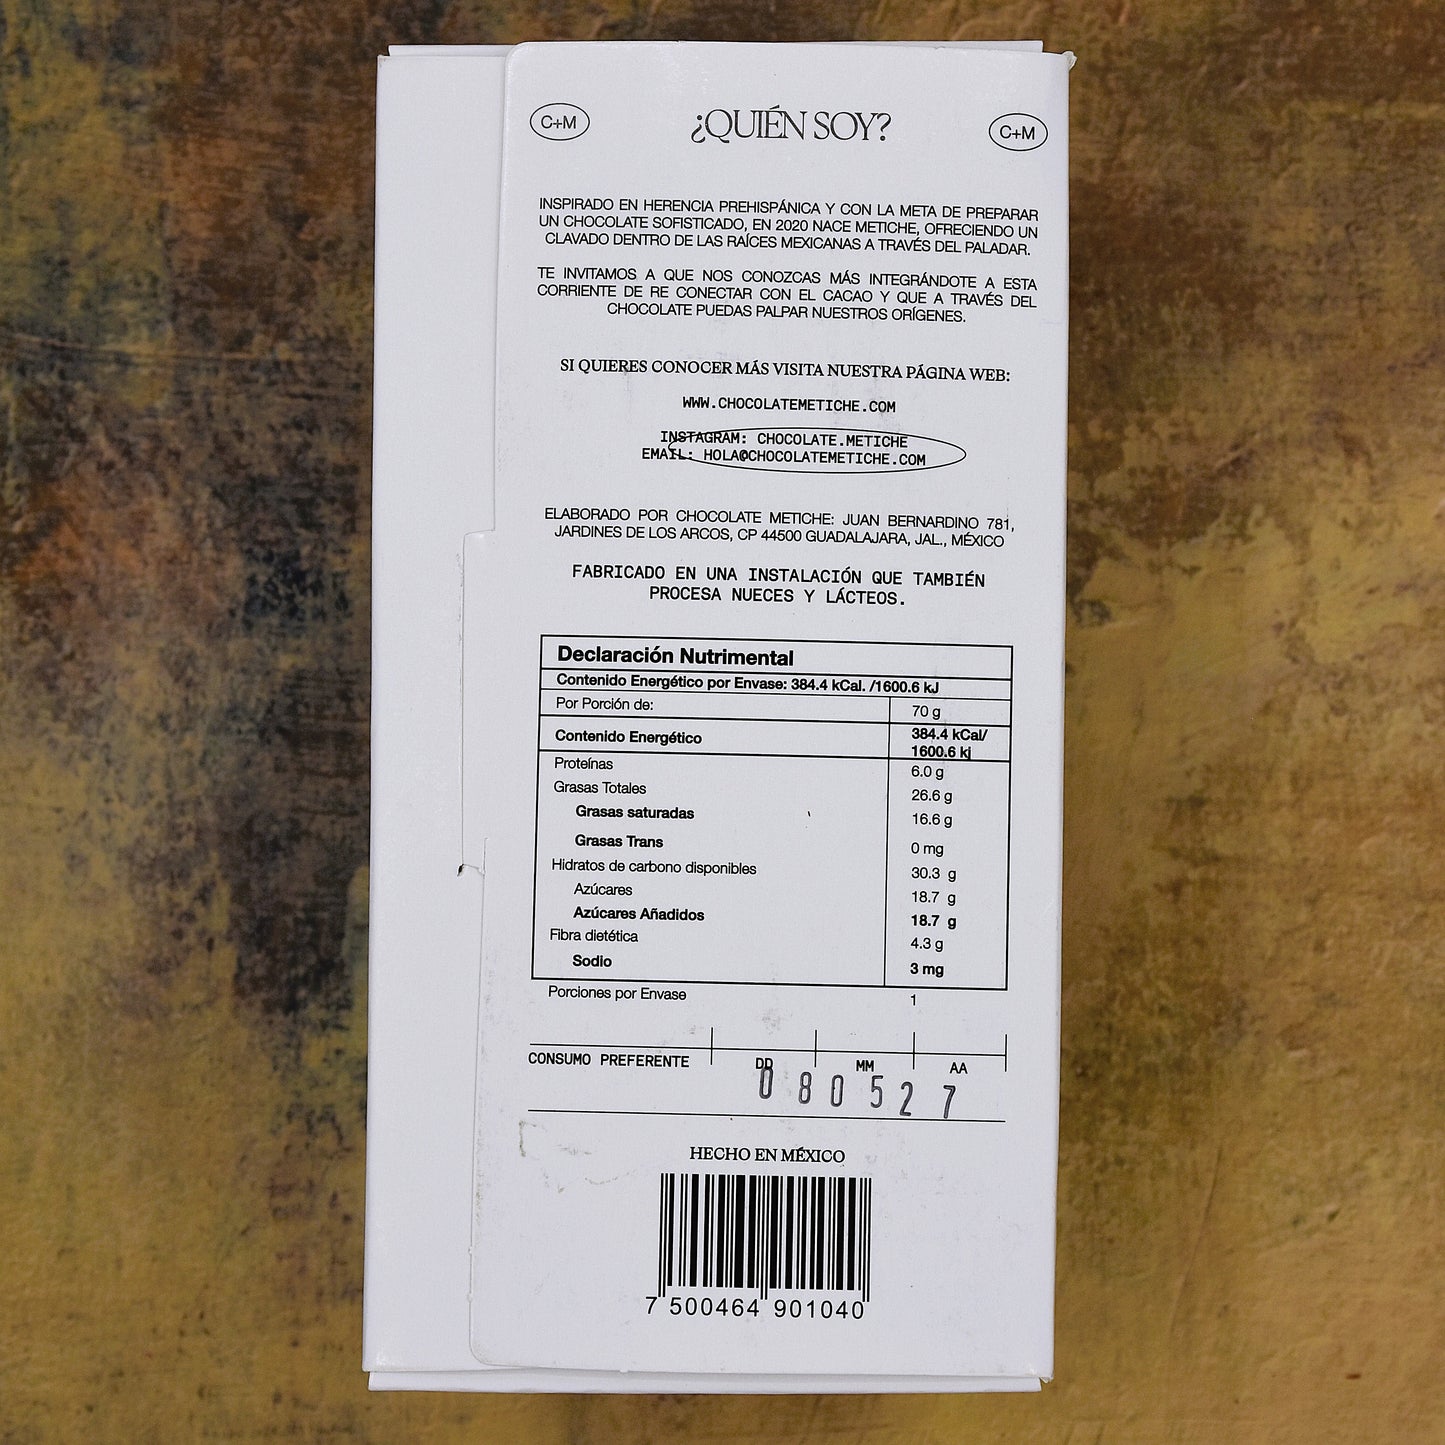 C+M
¿QUIÉN SOY?
C+M
INSPIRADO EN HERENCIA PREHISPÁNICA Y CON LA META DE PREPARAR
UN CHOCOLATE SOFISTICADO, EN 2020 NACE METICHE, OFRECIENDO UN
CLAVADO DENTRO DE LAS RAÍCES MEXICANAS A TRAVÉS DEL PALADAR.
TE INVITAMOS A QUE NOS CONOZCAS MÁS INTEGRÁNDOTE A ESTA
CORRIENTE DE RE CONECTAR CON EL CACAO Y QUE A TRAVÉS DEL
CHOCOLATE PUEDAS PALPAR NUESTROS ORÍGENES.
SI QUIERES CONOCER MÁS VISITA NUESTRA PÁGINA WEB:
WWW.CHOCOLATEMETICHE.COM
INSTAGRAM: CHOCOLATE.METICHE
EMAIL: HOLA@CHOCOLATEMETICHE.COM
ELABORADO POR CHOCOLATE METICHE: JUAN BERNARDINO 781,
JARDINES DE LOS ARCOS, CP 44500 GUADALAJARA, JAL., MÉXICO
FABRICADO EN UNA INSTALACIÓN QUE TAMBIÉN
PROCESA NUECES Y LÁCTEOS.
Declaración Nutrimental
Contenido Energético por Envase: 384.4 kCal. /1600.6 kJ
Por Porción de: 70 g
Contenido Energético 384.4 kCal/
1600.6 kj
Proteínas 6.0 g
Grasas Totales 26.6 g
Grasas saturadas 16.6 g
Grasas Trans 0 mg
Hidratos de carbono disponibles 30.3 g
Azúcares 18.7 g
Azúcares Añadidos 18.7 g
Fibra dietética 4.3 g
Sodio 3 mg
Porciones por Envase 1
CONSUMO PREFERENTE DD MM AA
080527
HECHO EN MÉXICO
7 500464 901040